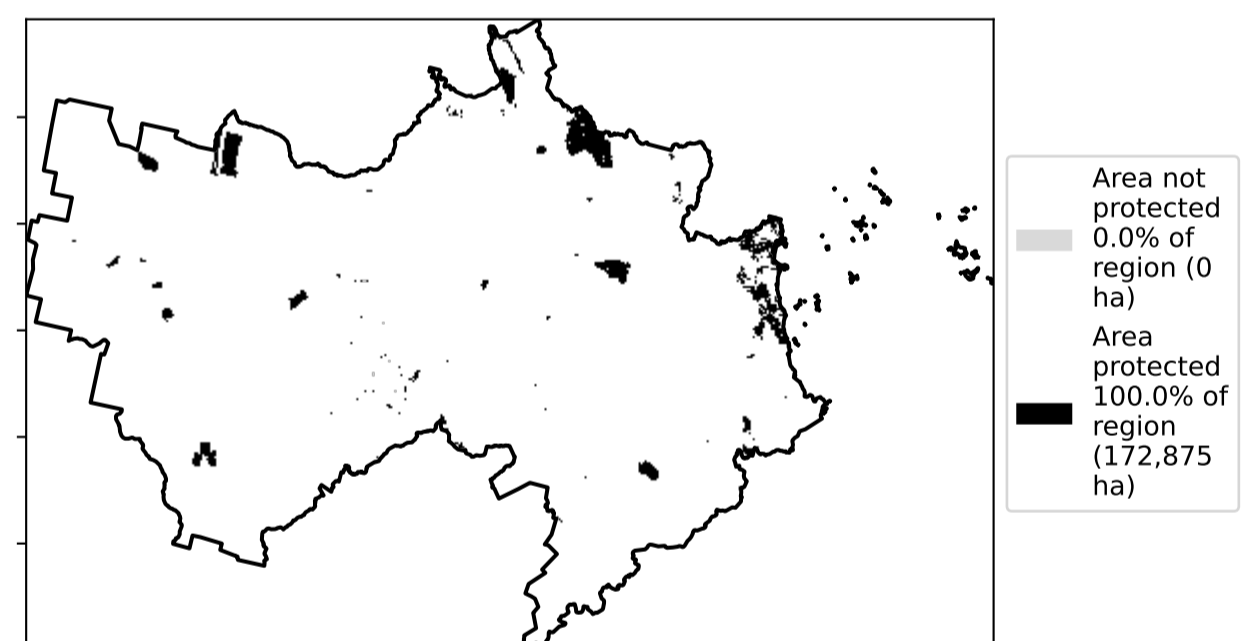 Area not
protected
0.0% of
region (0
ha)
Area
protected
100.0% of
region
(172,875
ha)